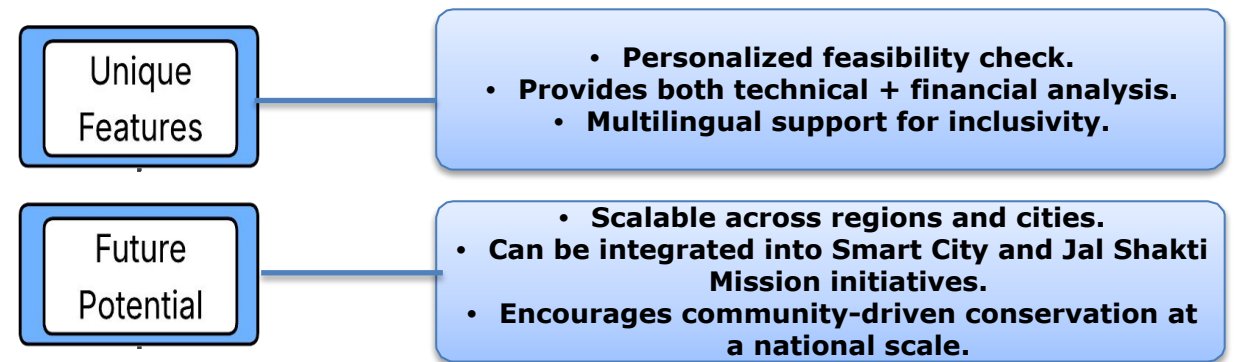 Unique
Features
• Personalized feasibility check.
• Provides both technical + financial analysis.
• Multilingual support for inclusivity.
Future
Potential
• Scalable across regions and cities.
• Can be integrated into Smart City and Jal Shakti
Mission initiatives.
• Encourages community-driven conservation at
a national scale.